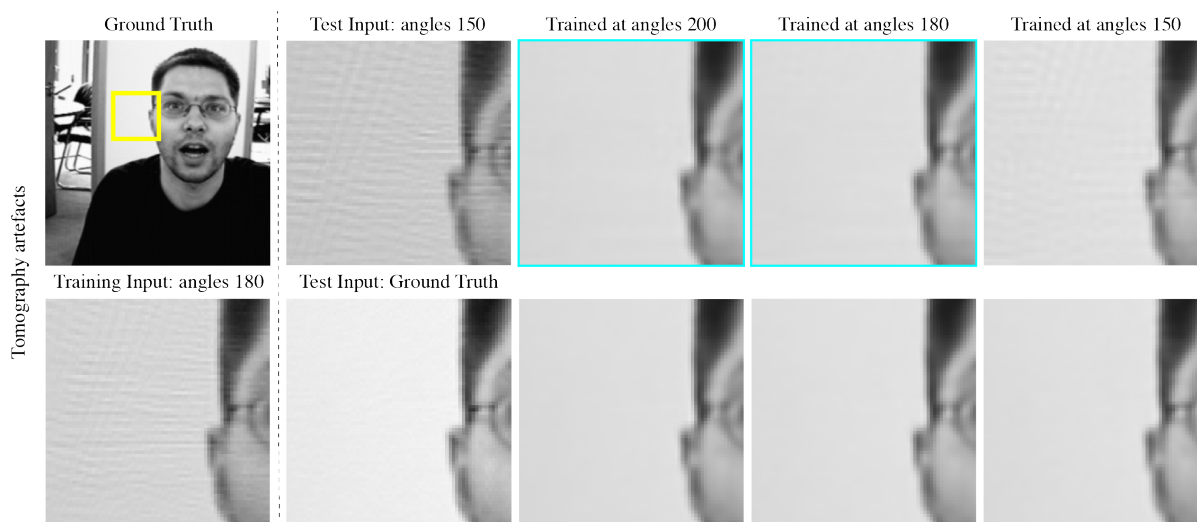 Ground Truth
Test Input: angles 150
Trained at angles 200
Trained at angles 180
Trained at angles 150
Tomography artefacts
Training Input: angles 180
Test Input: Ground Truth